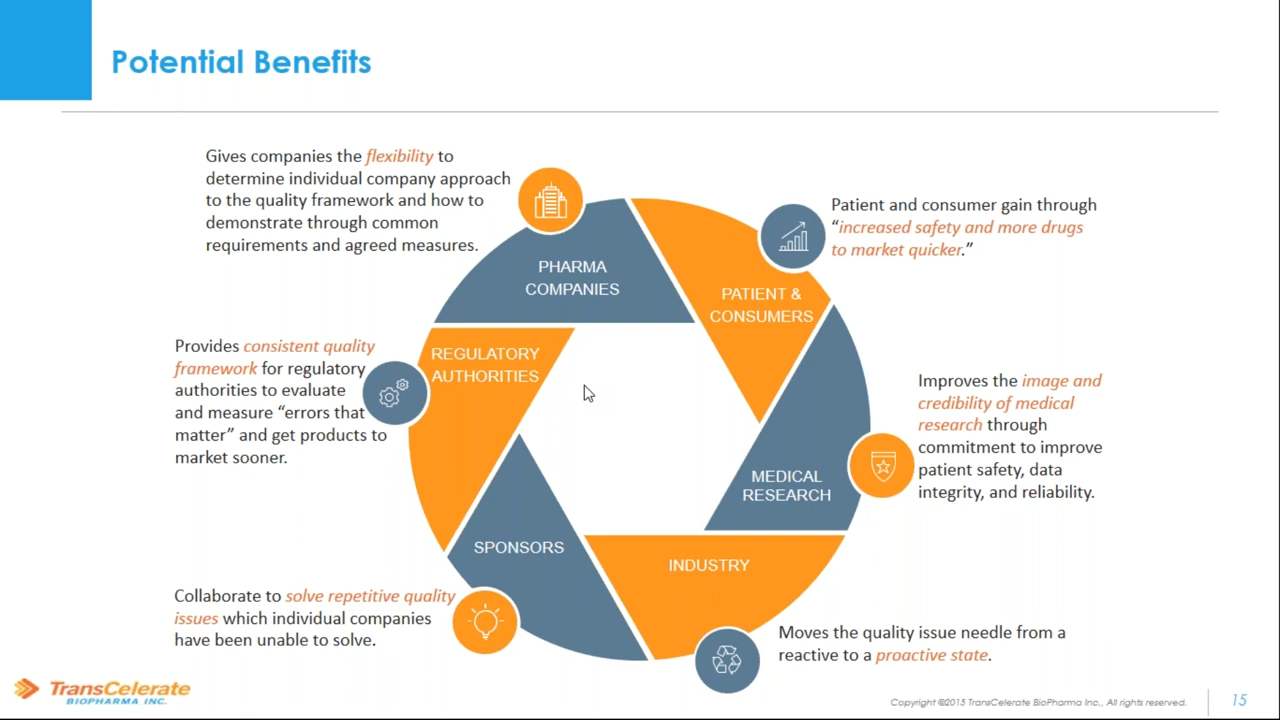 Potential Benefits
Gives companies the flexibility to
determine individual company approach
to the quality framework and how to
demonstrate through common
requirements and agreed measures.
Patient and consumer gain through
“increased safety and more drugs
to market quicker.”
PHARMA
COMPANIES
PATIENT &
CONSUMERS
Provides consistent quality
framework for regulatory
authorities to evaluate
and measure “errors that
matter” and get products to
market sooner.
REGULATORY
AUTHORITIES
Improves the image and
credibility of medical
research through
commitment to improve
patient safety, data
integrity, and reliability.
MEDICAL
RESEARCH
SPONSORS
INDUSTRY
Collaborate to solve repetitive quality
issues which individual companies
have been unable to solve.
Moves the quality issue needle from a
reactive to a proactive state.
TransCelerate
BIOPHARMA INC.
Copyright ©2015 TransCelerate BioPharma Inc., All rights reserved.
15